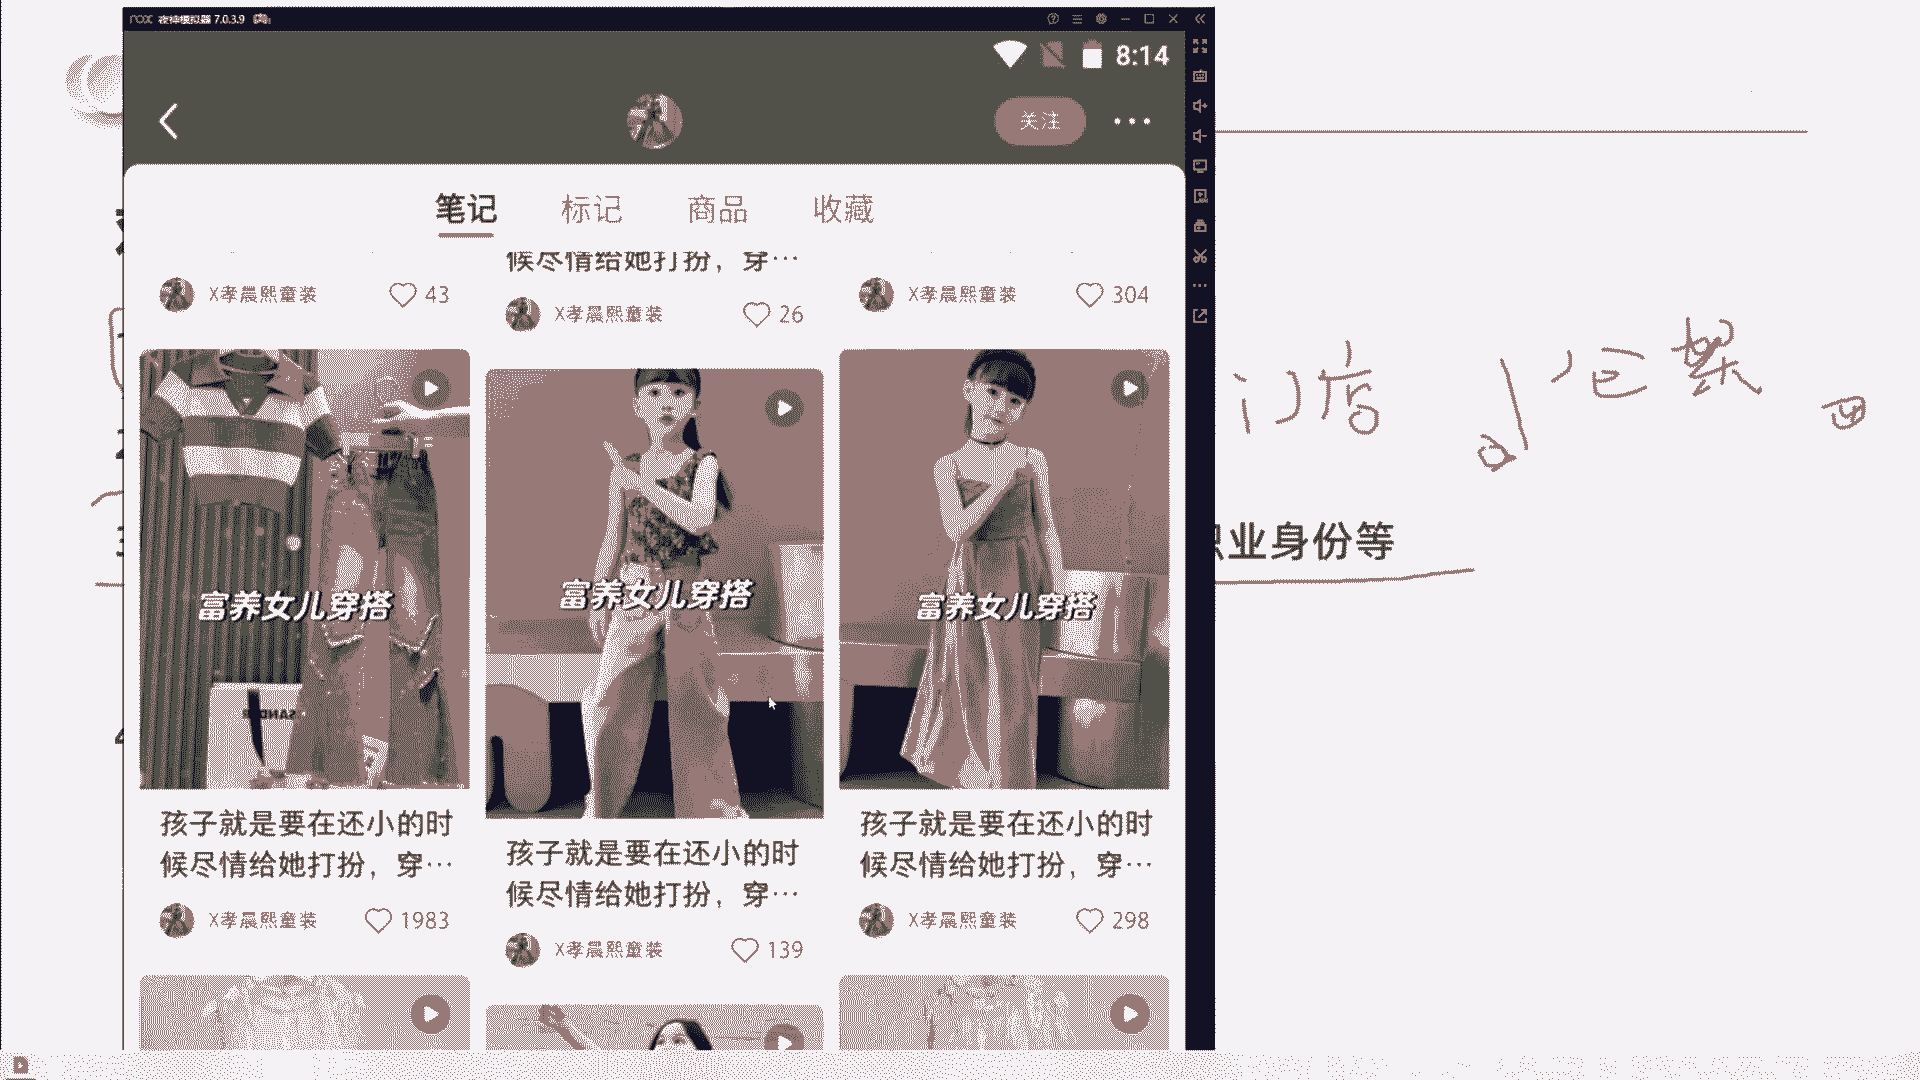 nox 夜神模拟器 7.0.3.9
8:14
关注
笔记 标记 商品 收藏
候尽情给她打扮，穿…
X孝晨熙童装 43
X孝晨熙童装 26
X孝晨熙童装 304
富养女儿穿搭
富养女儿穿搭
富养女儿穿搭
孩子就是要在还小的时
候尽情给她打扮，穿…
X孝晨熙童装 1983
孩子就是要在还小的时
候尽情给她打扮，穿…
X孝晨熙童装 139
孩子就是要在还小的时
候尽情给她打扮，穿…
X孝晨熙童装 298
门店
业身份等